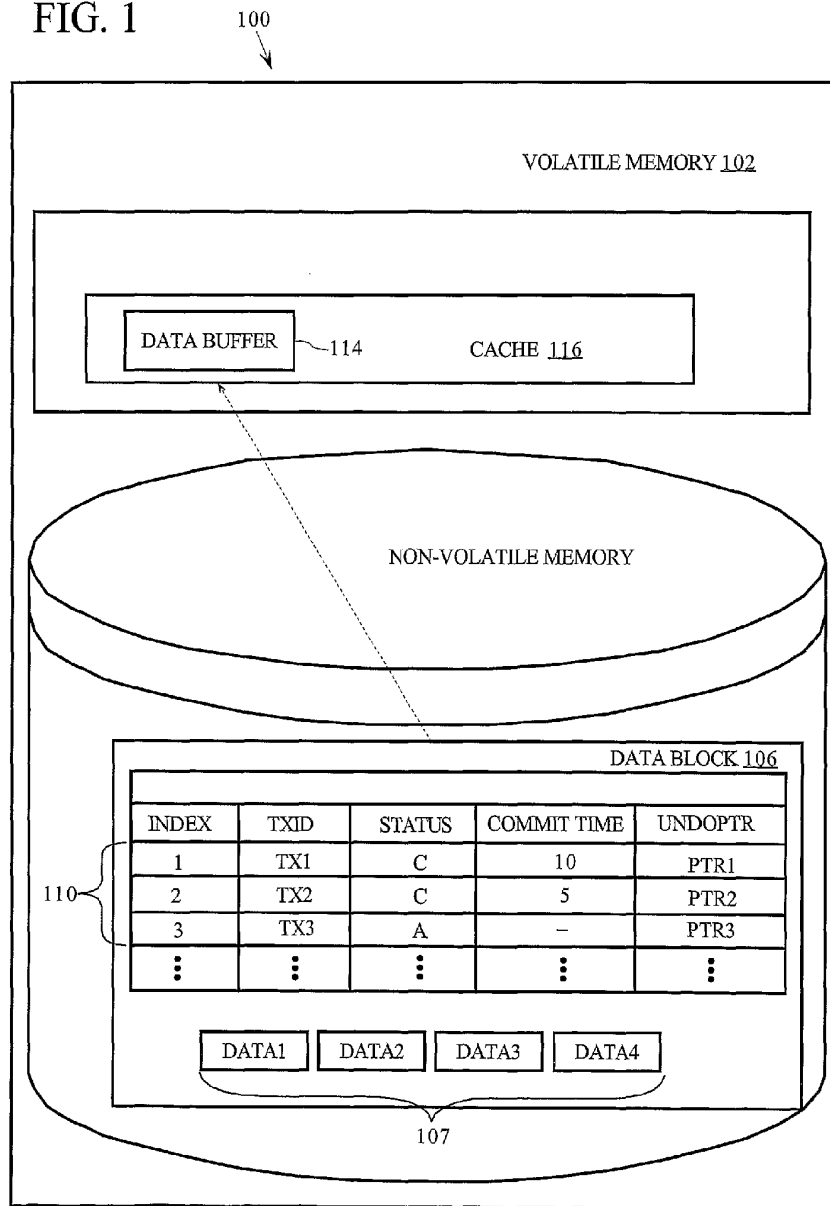 FIG. 1
100
VOLATILE MEMORY 102
DATA BUFFER
114
CACHE 116
NON-VOLATILE MEMORY
DATA BLOCK 106
INDEX TXID STATUS COMMIT TIME UNDOPTR
1 TX1 C 10 PTR1
2 TX2 C 5 PTR2
3 TX3 A – PTR3
110
DATA1 DATA2 DATA3 DATA4
107